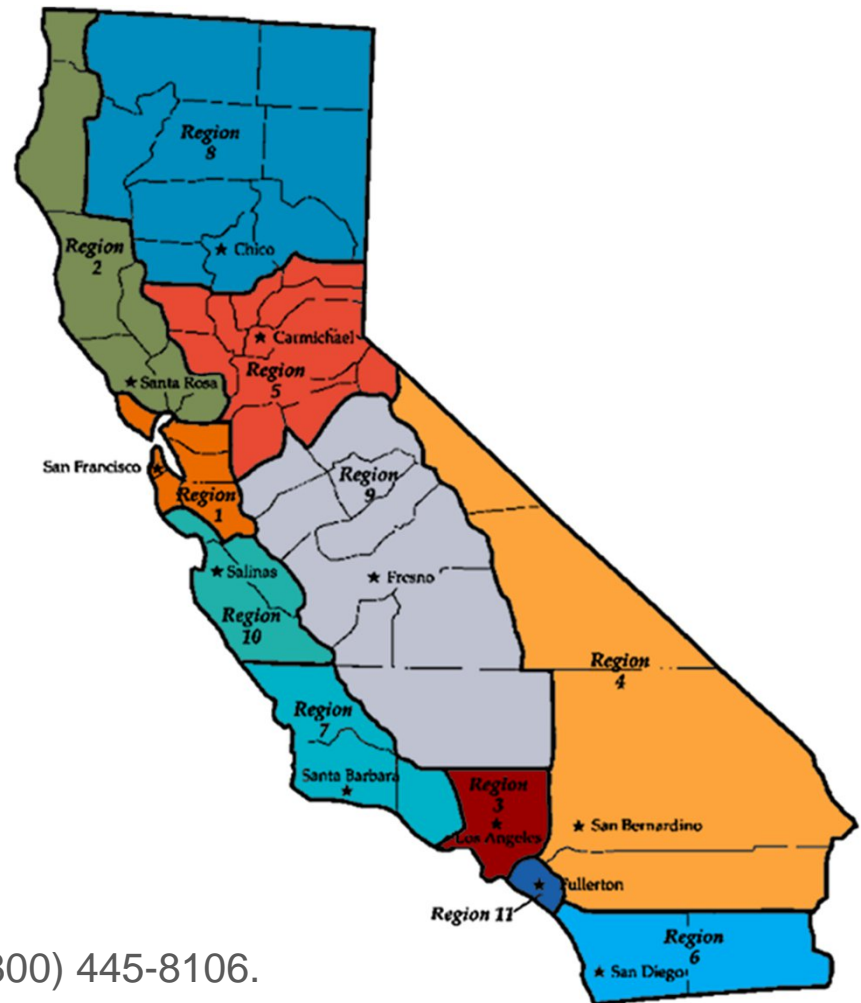 Region
8
Region
2
Chico
Carmichael
Region
5
Santa Rosa
San Francisco
Region
1
Region
9
Salinas
Fresno
Region
10
Region
4
Region
7
Santa Barbara
Region
3
Los Angeles
San Bernardino
Fullerton
Region 11
Region
6
San Diego
800) 445-8106.